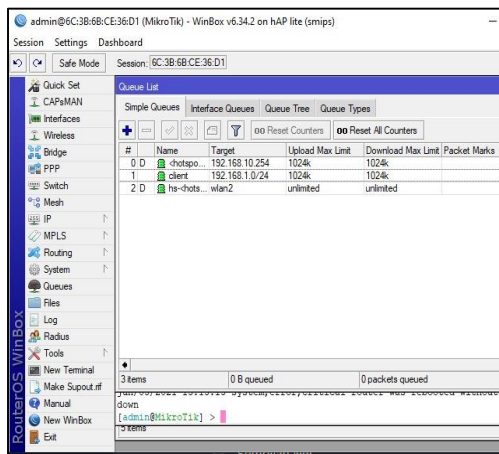 admin@6C:3B:6B:CE:36:D1 (MikroTik) - WinBox v6.34.2 on hAP lite (smips)
Session Settings Dashboard
Safe Mode Session: 6C:3B:6B:CE:36:D1
Quick Set
CAPsMAN
Interfaces
Wireless
Bridge
PPP
Switch
Mesh
IP
MPLS
Routing
System
Queues
Files
Log
Radius
Tools
New Terminal
Make Supout.rif
Manual
New WinBox
Exit
RouterOS WinBox
Queue List
Simple Queues Interface Queues Queue Tree Queue Types
00 Reset Counters 00 Reset All Counters
# Name Target Upload Max Limit Download Max Limit Packet Marks
0 D <hotspo... 192.168.10.254 1024k 1024k
1 client 192.168.1.0/24 1024k 1024k
2 D hs-<hots... wlan2 unlimited unlimited
3 items 0 B queued 0 packets queued
down
[admin@MikroTik] >
5 items